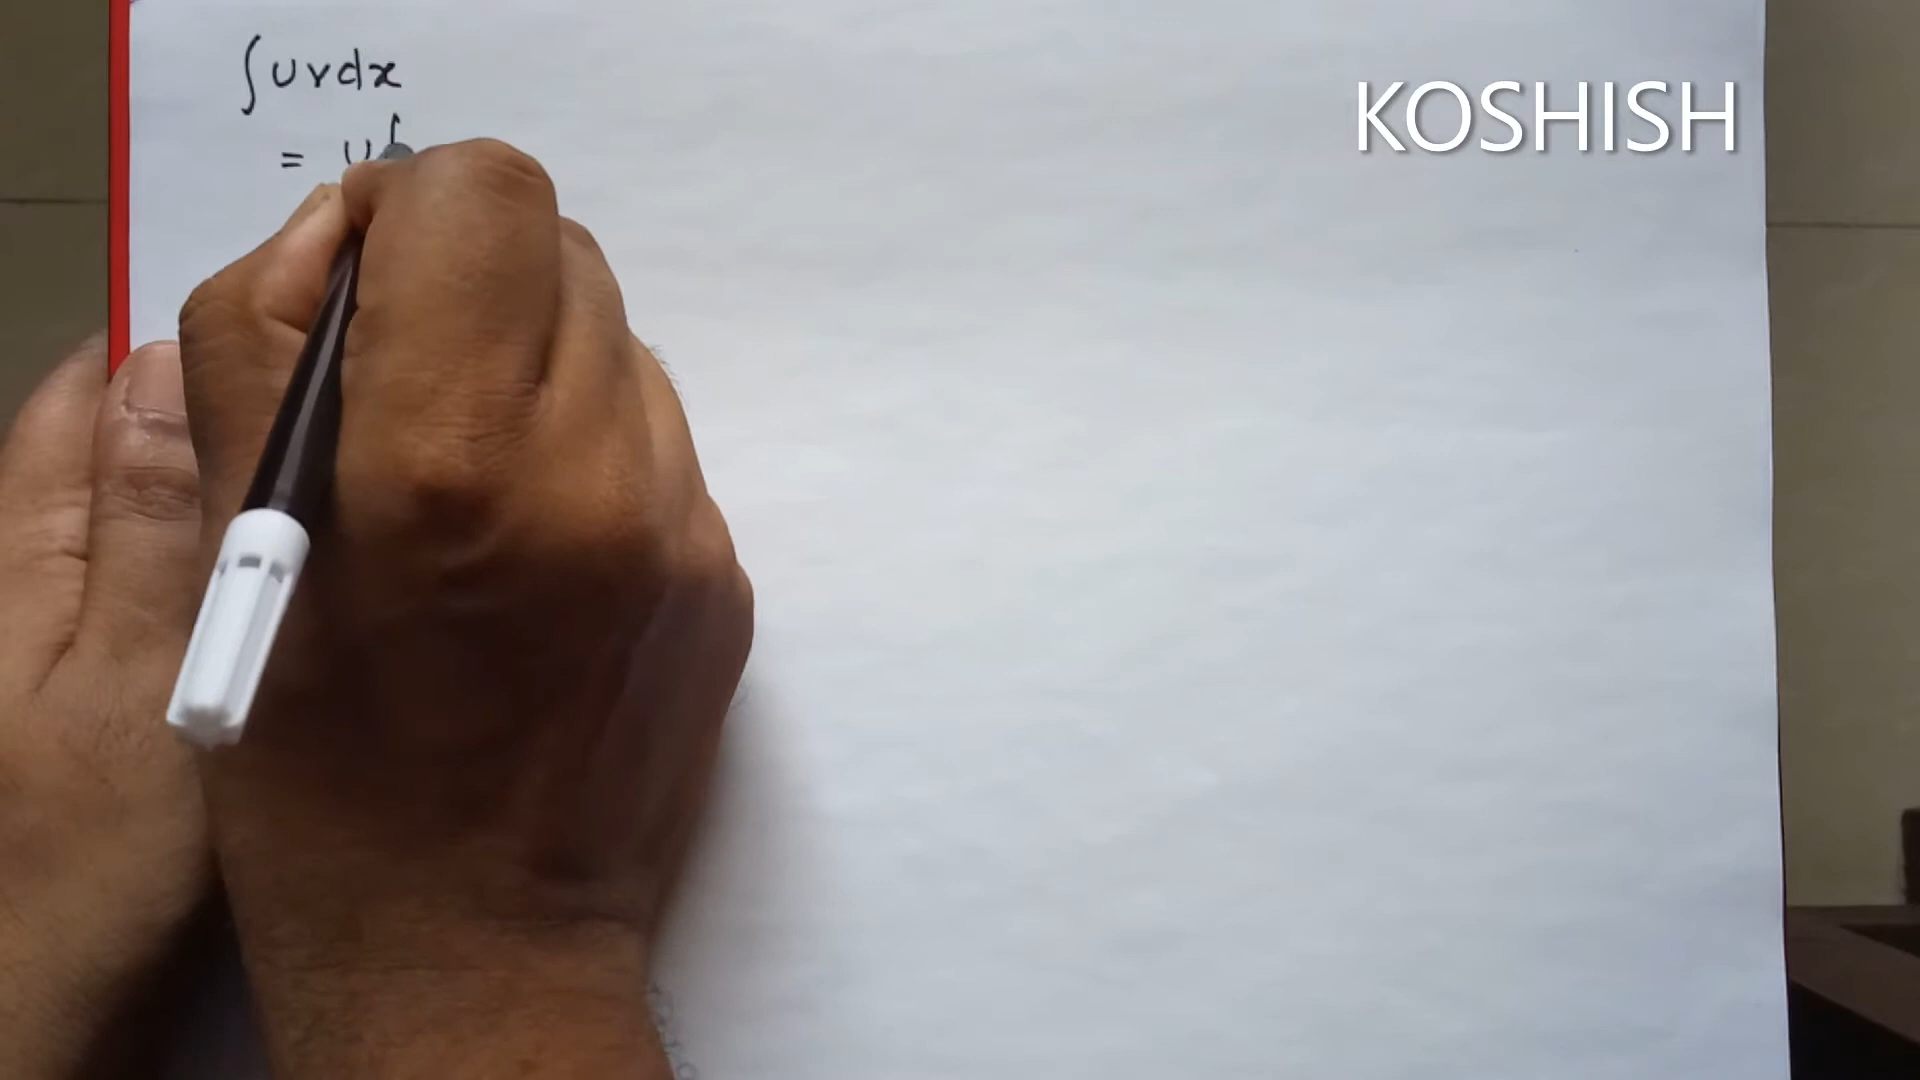 ∫uvdx
KOSHISH
= u∫